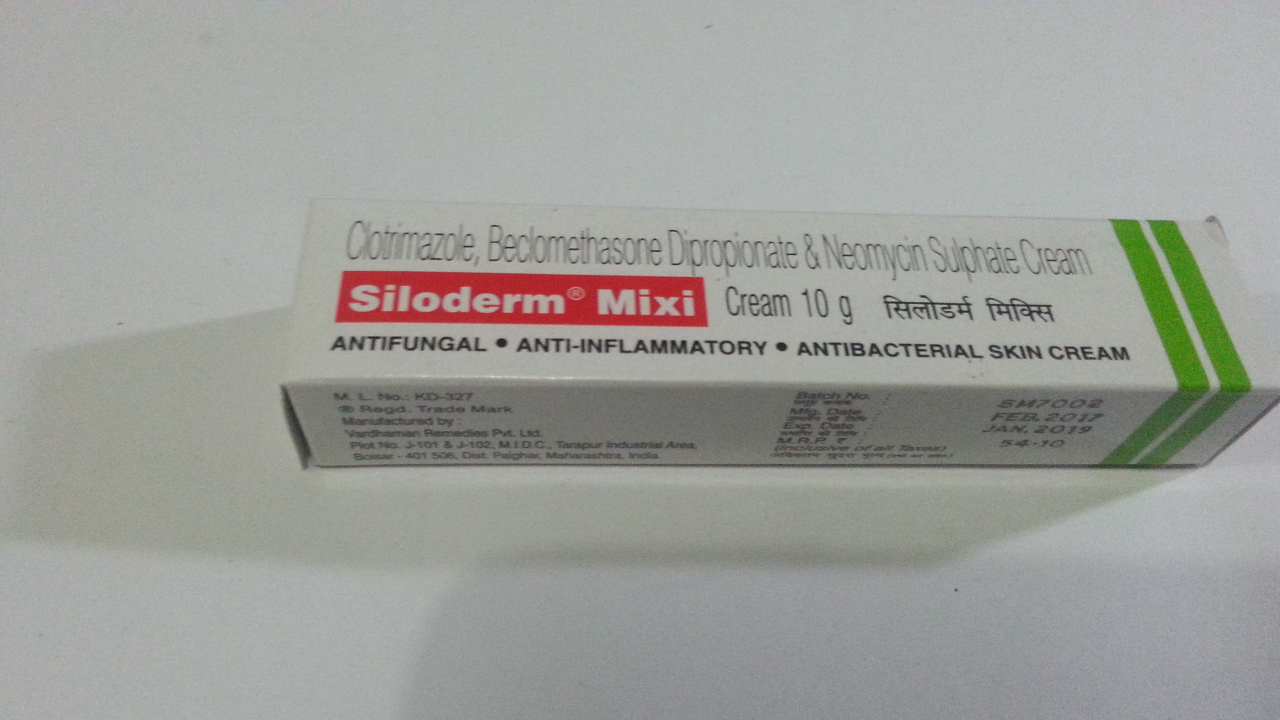 Clotrimazole, Beclomethasone Dipropionate & Neomycin Sulphate Cream
Siloderm® Mixi Cream 10 g सिलोडर्म मिक्सि
ANTIFUNGAL • ANTI-INFLAMMATORY • ANTIBACTERIAL SKIN CREAM
M. L. No.: KD-327
® Regd. Trade Mark
Manufactured by :
Vardhaman Remedies Pvt. Ltd.
Plot No. J-101 & J-102, M.I.D.C., Tarapur Industrial Area,
Boisar - 401 506, Dist. Palghar, Maharashtra, India.
Batch No. : SM7002
Mfg. Date : FEB. 2017
Exp. Date : JAN. 2019
M.R.P. ₹ : 54-10
(Inclusive of all Taxes)